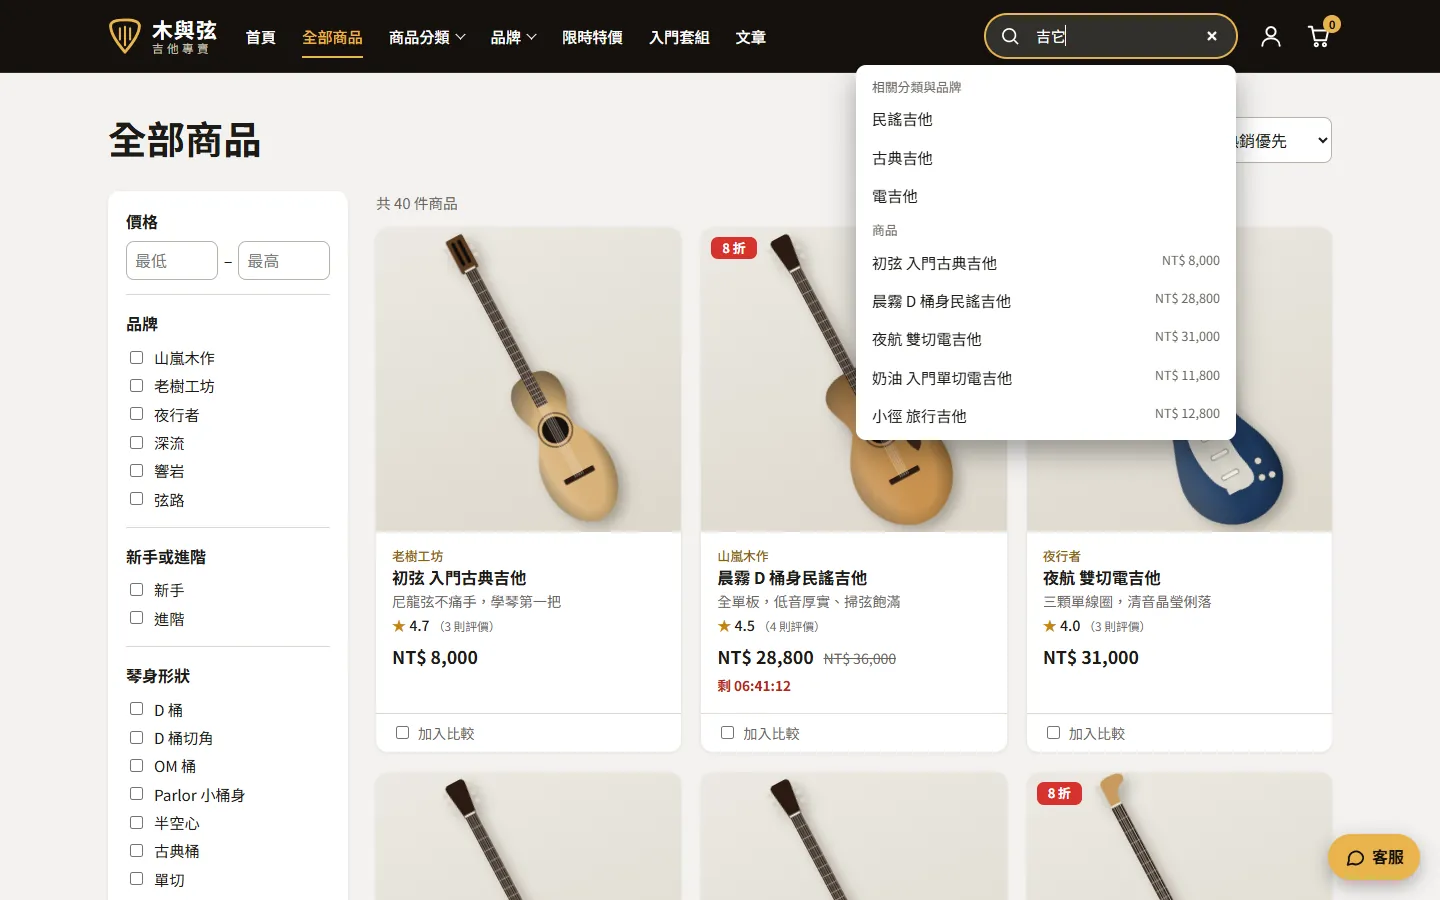 木與弦
吉他專賣
首頁
全部商品
商品分類
品牌
限時特價
入門套組
文章
吉它
0
相關分類與品牌
民謠吉他
古典吉他
電吉他
商品
初弦 入門古典吉他 NT$ 8,000
晨霧 D 桶身民謠吉他 NT$ 28,800
夜航 雙切電吉他 NT$ 31,000
奶油 入門單切電吉他 NT$ 11,800
小徑 旅行吉他 NT$ 12,800
全部商品
銷優先
價格
最低 – 最高
品牌
山嵐木作
老樹工坊
夜行者
深流
響岩
弦路
新手或進階
新手
進階
琴身形狀
D 桶
D 桶切角
OM 桶
Parlor 小桶身
半空心
古典桶
單切
共 40 件商品
老樹工坊
初弦 入門古典吉他
尼龍弦不痛手，學琴第一把
★ 4.7 （3 則評價）
NT$ 8,000
加入比較
8 折
山嵐木作
晨霧 D 桶身民謠吉他
全單板，低音厚實、掃弦飽滿
★ 4.5 （4 則評價）
NT$ 28,800 NT$ 36,000
剩 06:41:12
加入比較
夜行者
夜航 雙切電吉他
三顆單線圈，清音晶瑩俐落
★ 4.0 （3 則評價）
NT$ 31,000
加入比較
8 折
客服